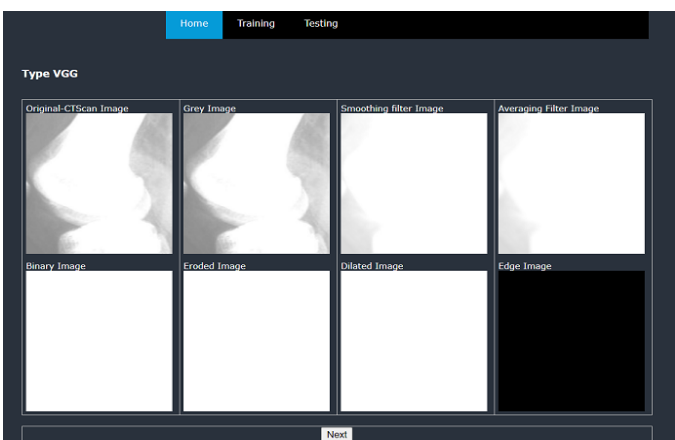 Home Training Testing
Type VGG
Original-CTScan Image Grey Image Smoothing filter Image Averaging Filter Image
Binary Image Eroded Image Dilated Image Edge Image
Next